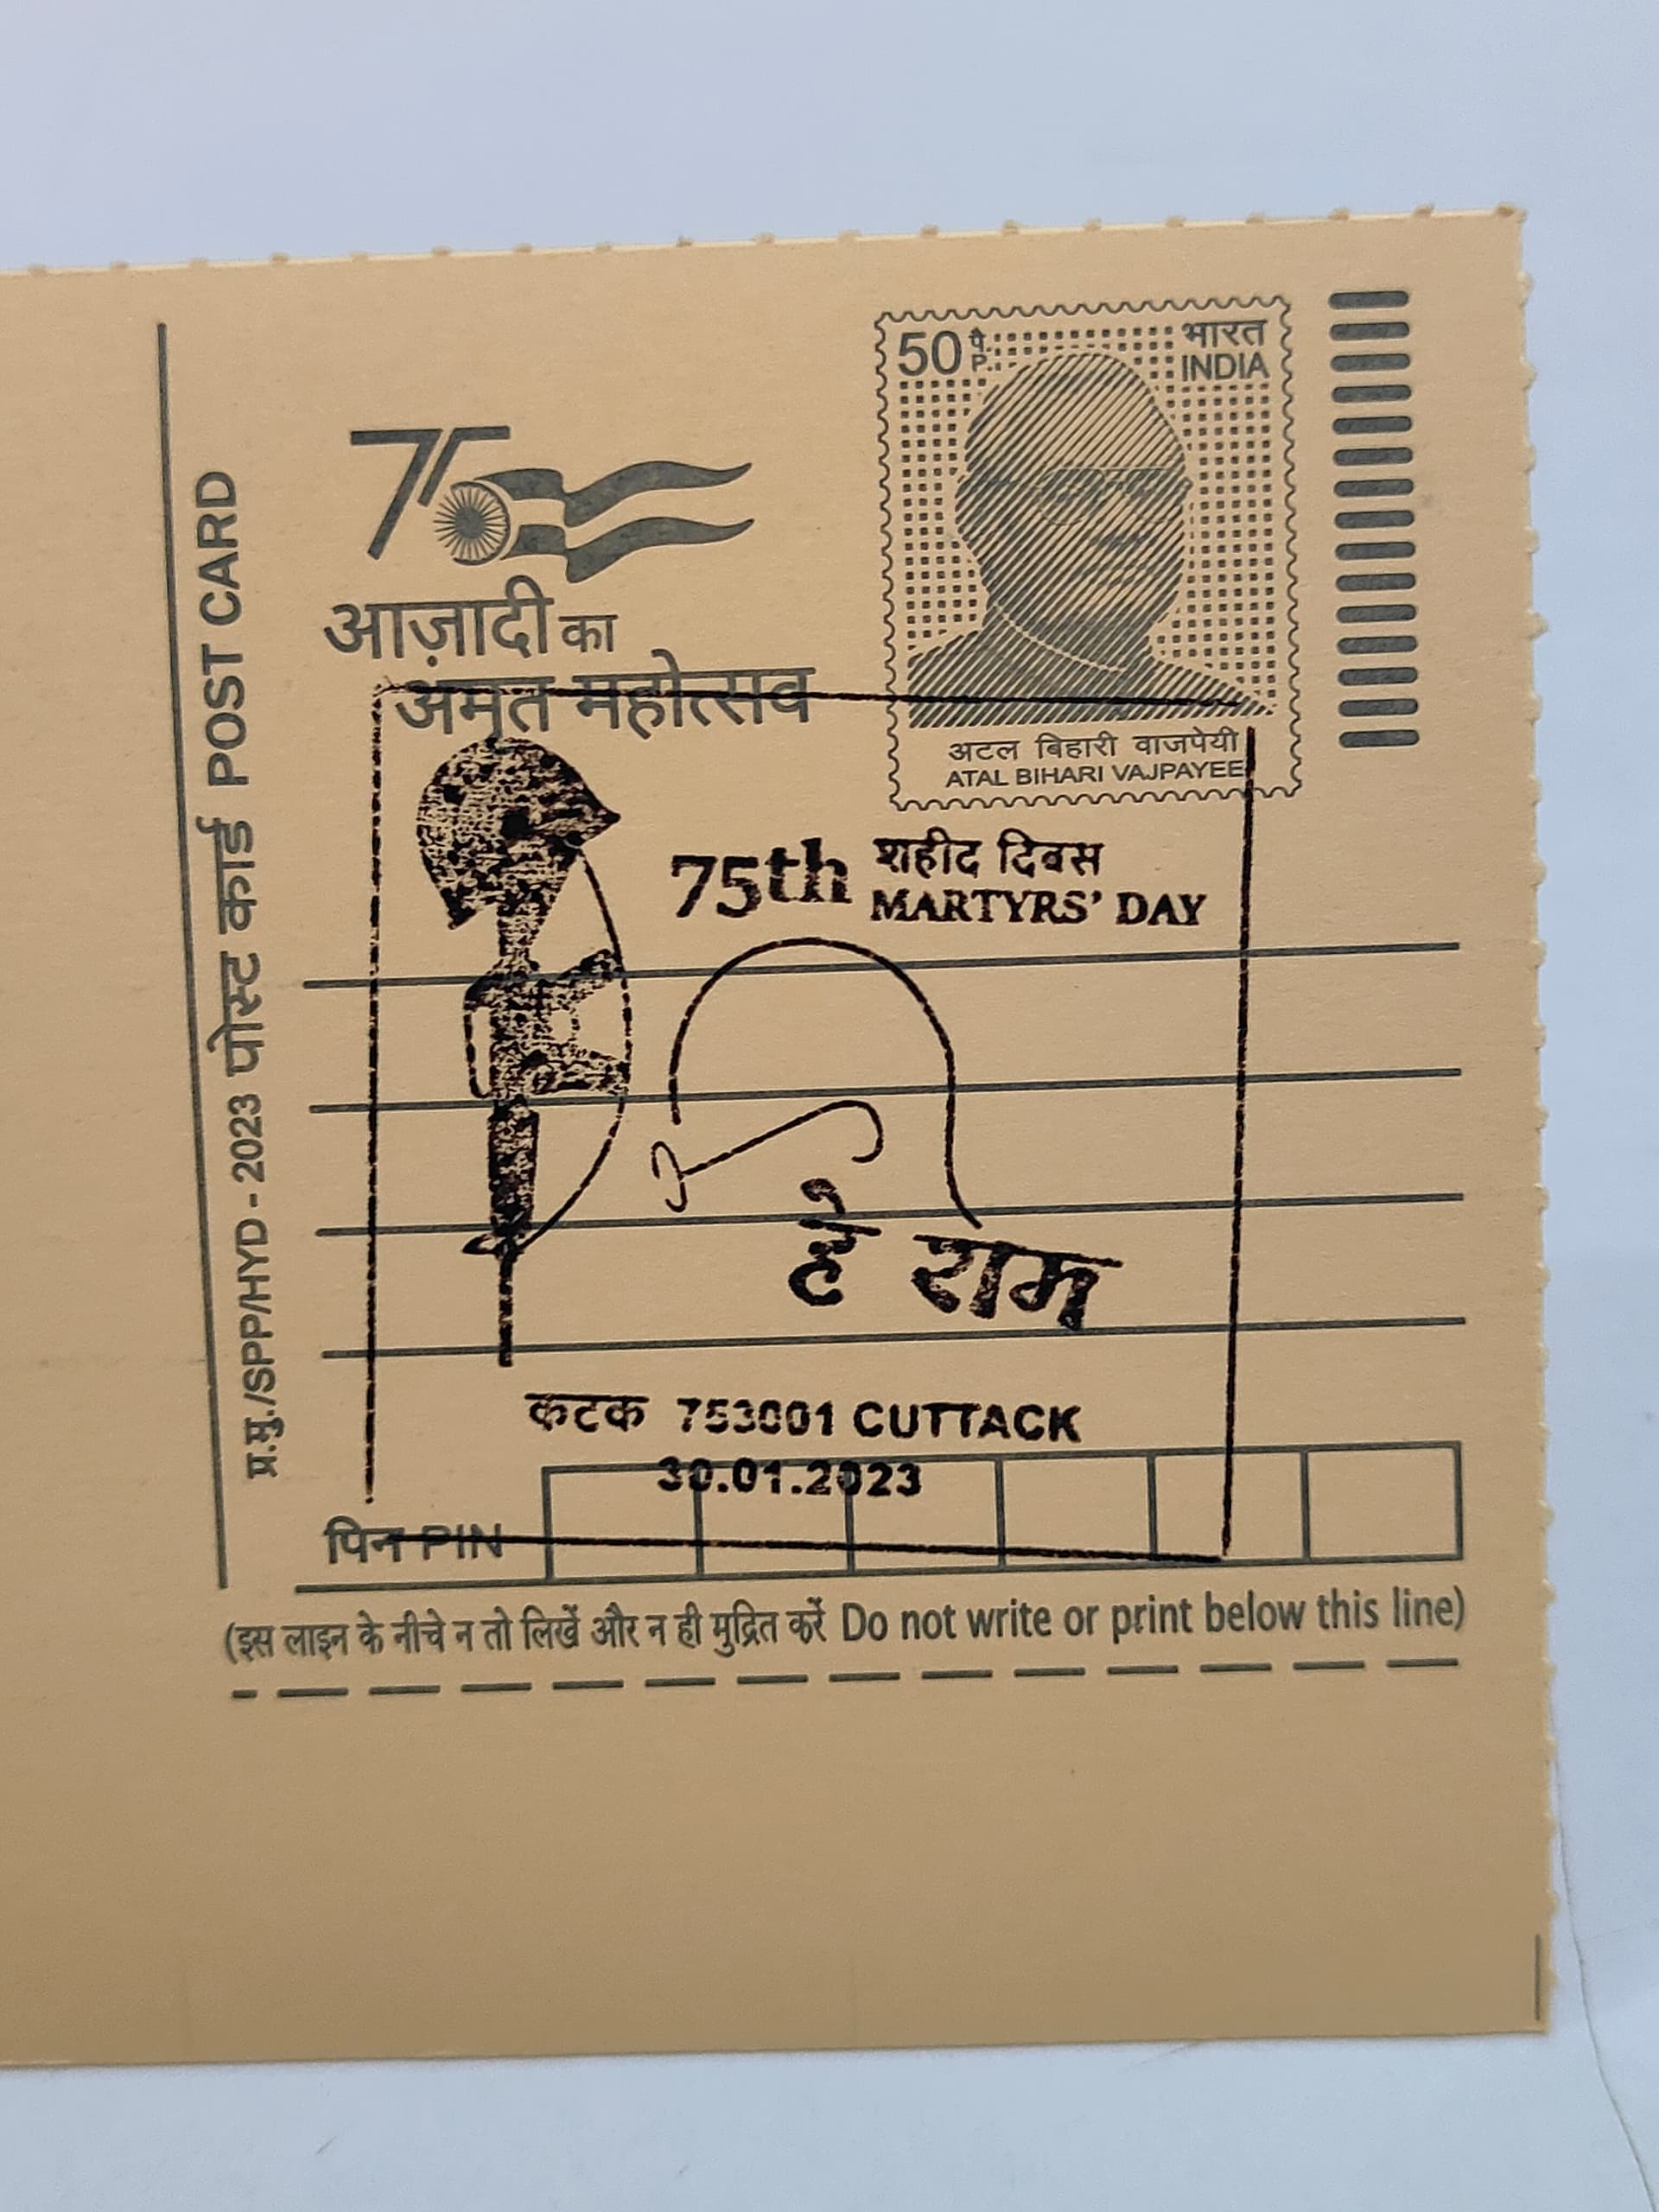 प्र.मु./SPP/HYD - 2023 पोस्ट कार्ड POST CARD
75
आज़ादी का
अमृत महोत्सव
50 पै. P.
भारत
INDIA
अटल बिहारी वाजपेयी
ATAL BIHARI VAJPAYEE
75th शहीद दिवस
MARTYRS' DAY
हे राम
कटक 753001 CUTTACK
30.01.2023
पिन PIN
(इस लाइन के नीचे न तो लिखें और न ही मुद्रित करें Do not write or print below this line)